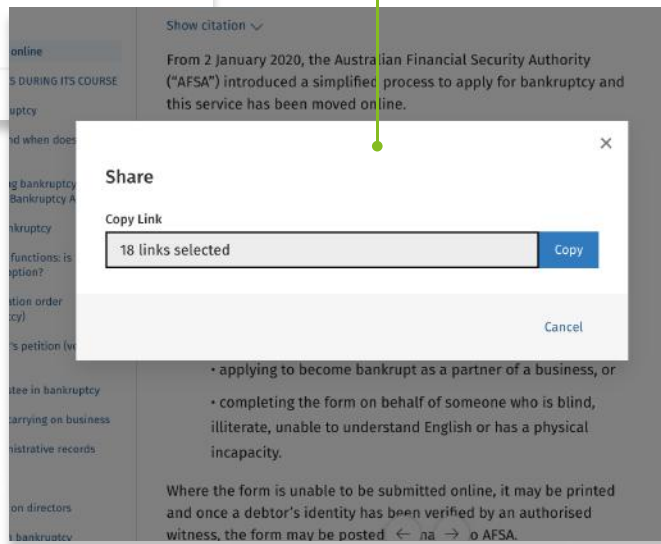 Show citation
online
S DURING ITS COURSE
uptcy
nd when does
ng bankruptcy
Bankruptcy A
nkruptcy
functions: is
ption?
ation order
cy)
's petition (vo
stee in bankruptcy
carrying on business
nistrative records
on directors
bankruptcy
From 2 January 2020, the Australian Financial Security Authority
("AFSA") introduced a simplified process to apply for bankruptcy and
this service has been moved online.
Share
Copy Link
18 links selected
Copy
Cancel
• applying to become bankrupt as a partner of a business, or
• completing the form on behalf of someone who is blind,
illiterate, unable to understand English or has a physical
incapacity.
Where the form is unable to be submitted online, it may be printed
and once a debtor's identity has been verified by an authorised
witness, the form may be posted ← na → o AFSA.